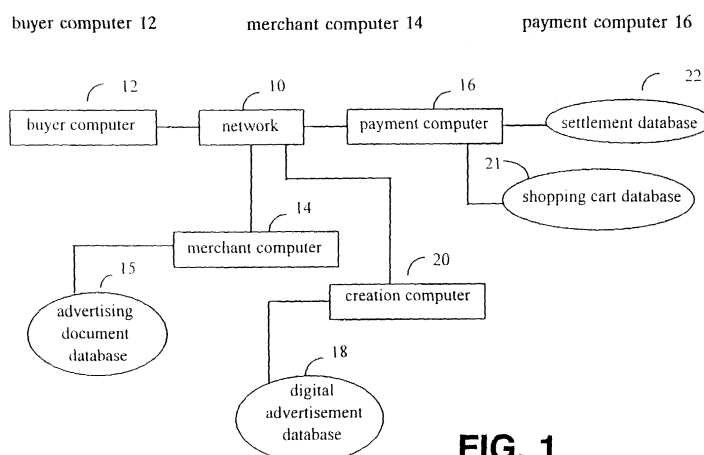 buyer computer 12
merchant computer 14
payment computer 16
12
10
16
22
buyer computer
network
payment computer
settlement database
21
shopping cart database
14
merchant computer
15
20
advertising
document
database
creation computer
18
digital
advertisement
database
FIG. 1